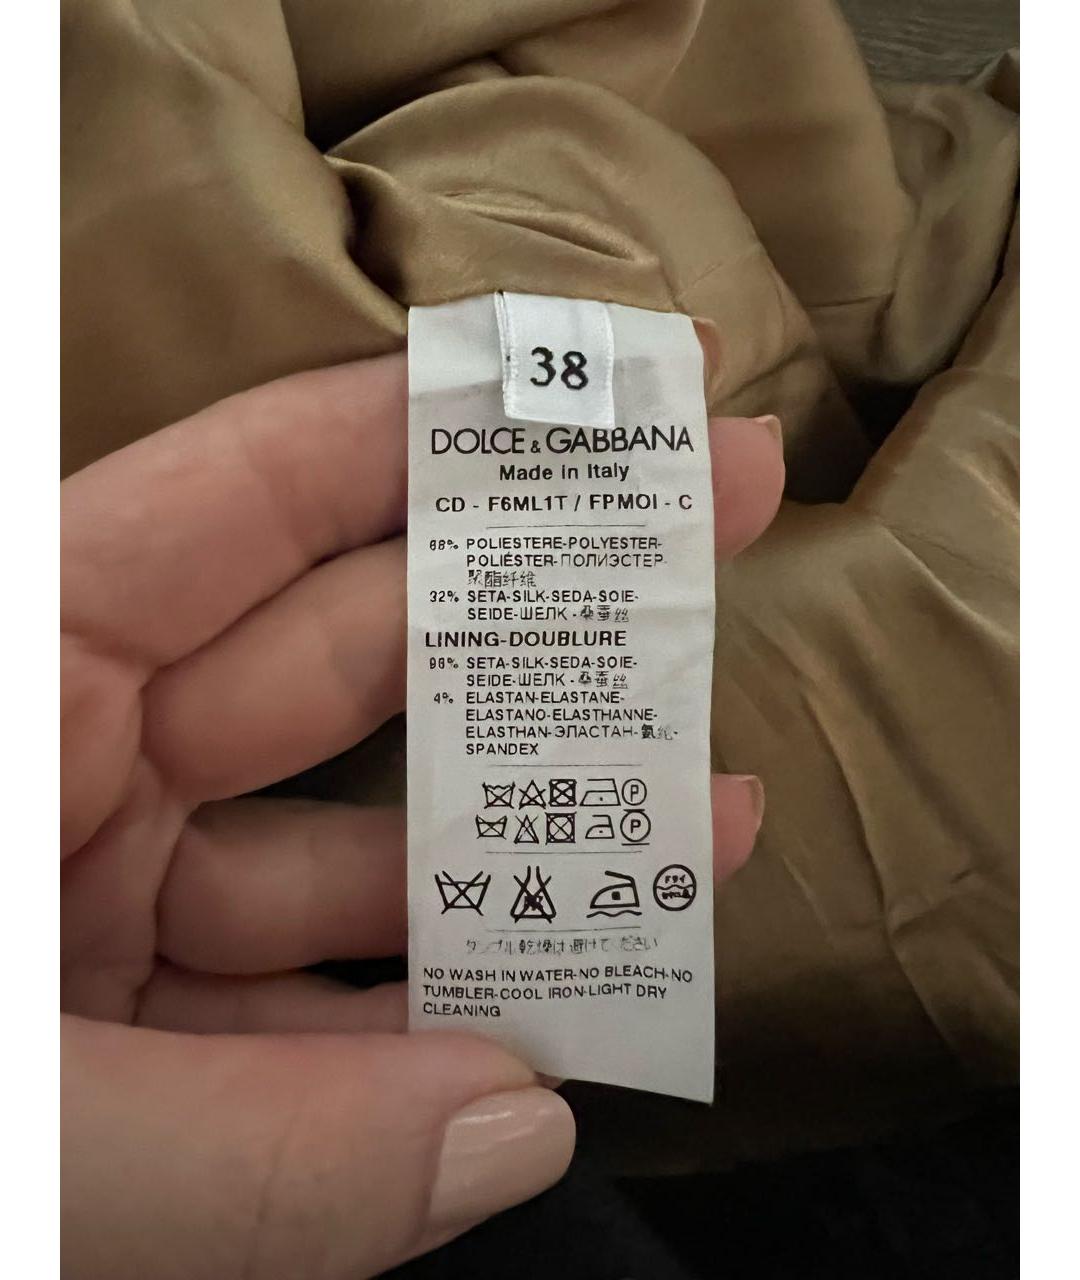 38
DOLCE & GABBANA
Made in Italy
CD - F6ML1T / FPMOI - C
68% POLIESTERE-POLYESTER-
POLIÉSTER-ПОЛИЭСТЕР-
聚酯纤维
32% SETA-SILK-SEDA-SOIE-
SEIDE-ШЕЛК-桑蚕丝
LINING-DOUBLURE
96% SETA-SILK-SEDA-SOIE-
SEIDE-ШЕЛК-桑蚕丝
4% ELASTAN-ELASTANE-
ELASTANO-ELASTHANNE-
ELASTHAN-ЭЛАСТАН-氨纶-
SPANDEX
P
P
ドライ
タンブル乾燥は避けてください
NO WASH IN WATER-NO BLEACH-NO
TUMBLER-COOL IRON-LIGHT DRY
CLEANING